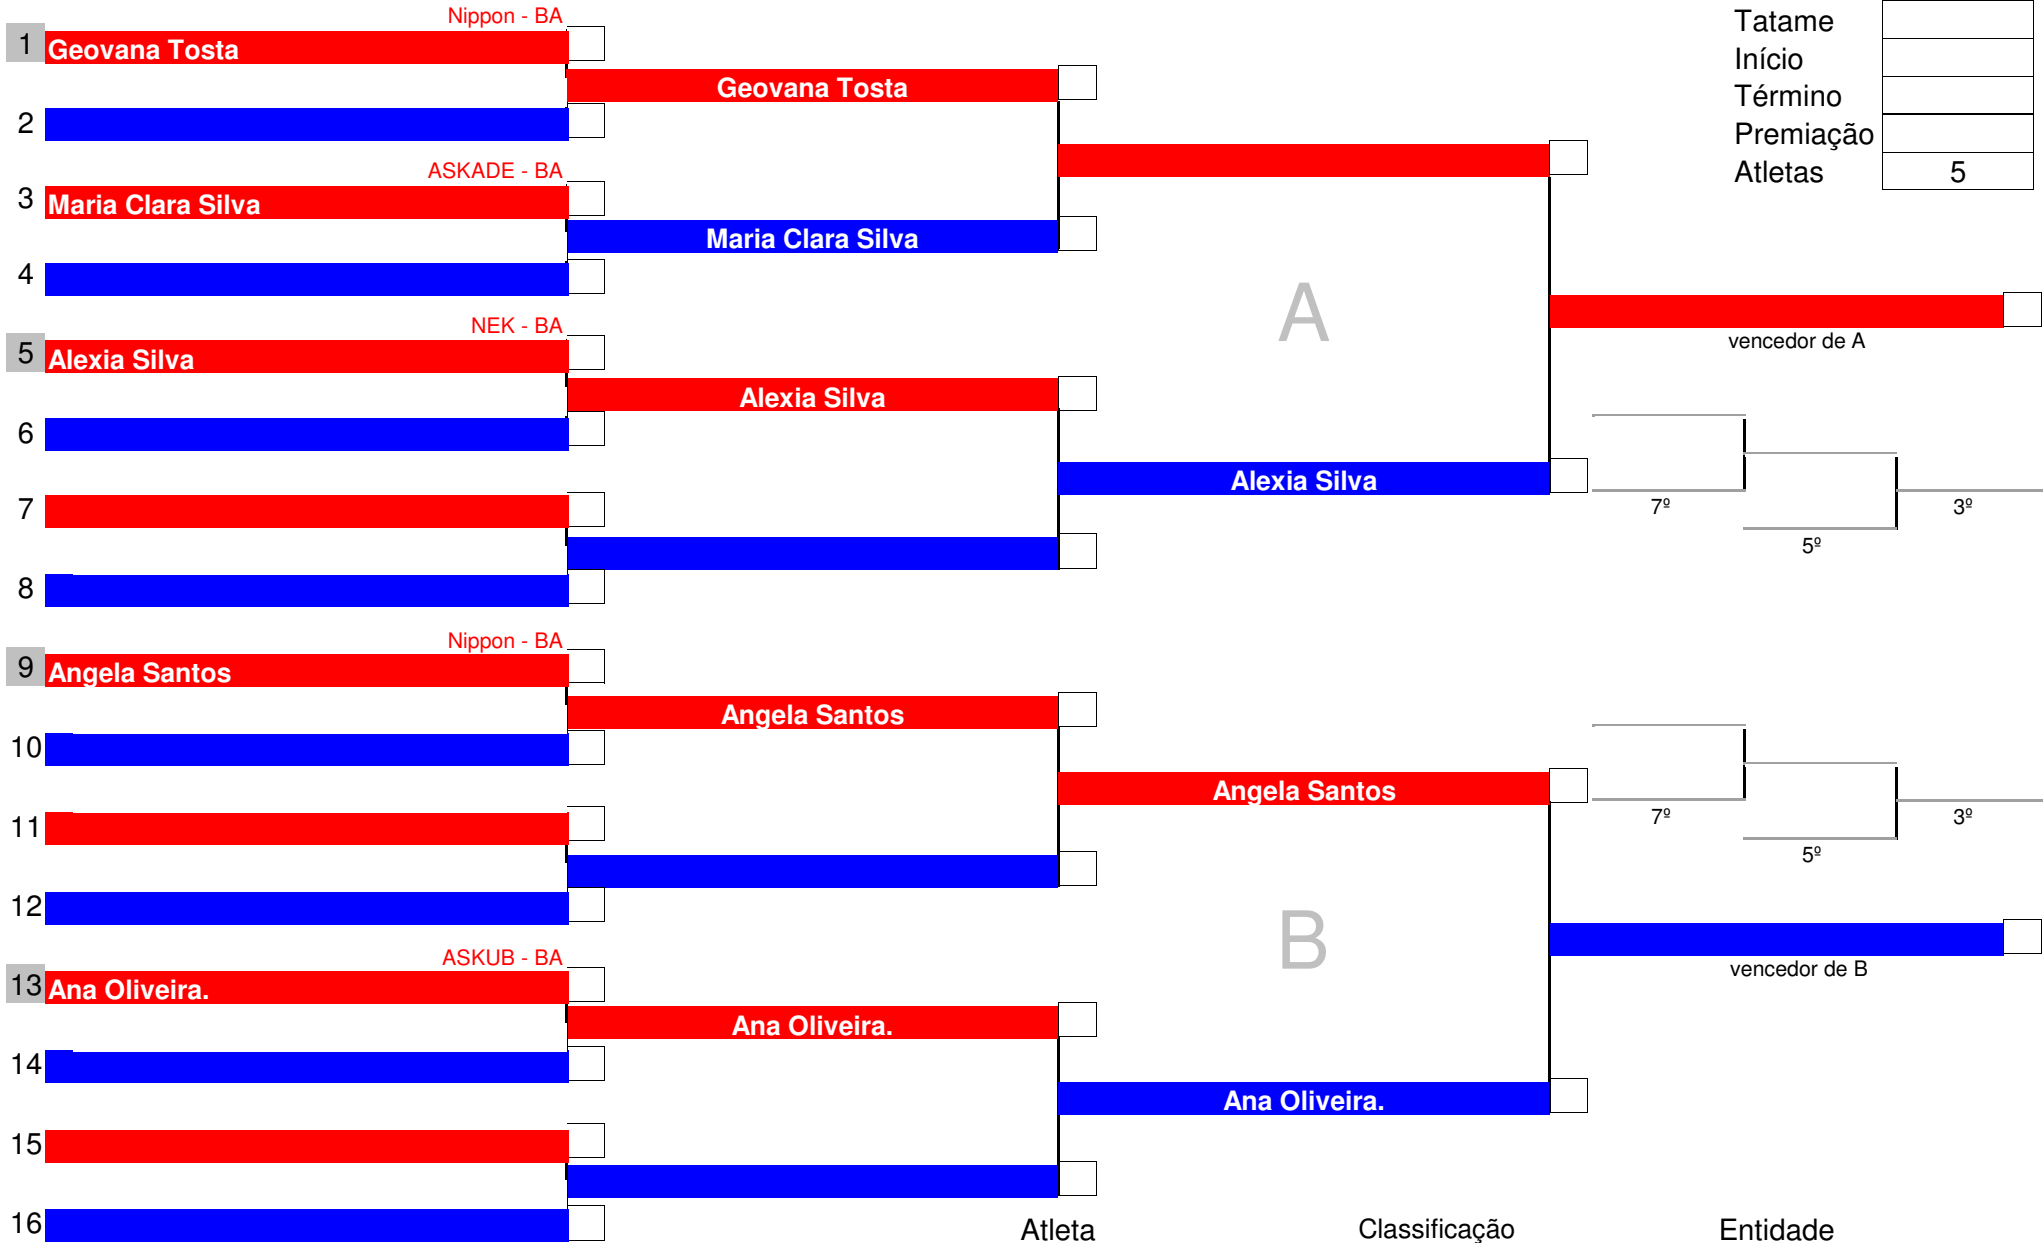 Nippon - BA
1 Geovana Tosta
Geovana Tosta
2
ASKADE - BA
3 Maria Clara Silva
Maria Clara Silva
4
NEK - BA
5 Alexia Silva
Alexia Silva
6
Alexia Silva
7
8
Nippon - BA
9 Angela Santos
Angela Santos
10
Angela Santos
11
12
ASKUB - BA
13 Ana Oliveira.
Ana Oliveira.
14
Ana Oliveira.
15
16
A
B
Tatame
Início
Término
Premiação
Atletas 5
vencedor de A
7º
3º
5º
7º
3º
5º
vencedor de B
Atleta Classificação Entidade